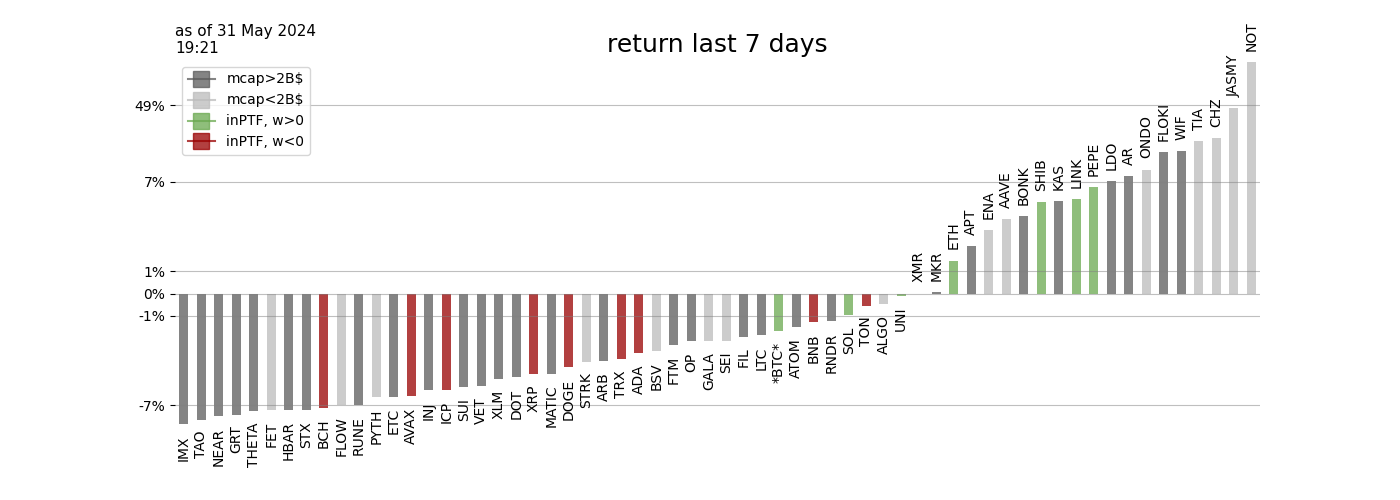 as of 31 May 2024
19:21
return last 7 days
mcap>2B$
mcap<2B$
inPTF, w>0
inPTF, w<0
49%
7%
1%
0%
-1%
-7%
IMX
TAO
NEAR
GRT
THETA
FET
HBAR
STX
BCH
FLOW
RUNE
PYTH
ETC
AVAX
INJ
ICP
SUI
VET
XLM
DOT
XRP
MATIC
DOGE
STRK
ARB
TRX
ADA
BSV
FTM
OP
GALA
SEI
FIL
LTC
*BTC*
ATOM
BNB
RNDR
SOL
TON
ALGO
UNI
XMR
MKR
ETH
APT
ENA
AAVE
BONK
SHIB
KAS
LINK
PEPE
LDO
AR
ONDO
FLOKI
WIF
TIA
CHZ
JASMY
NOT